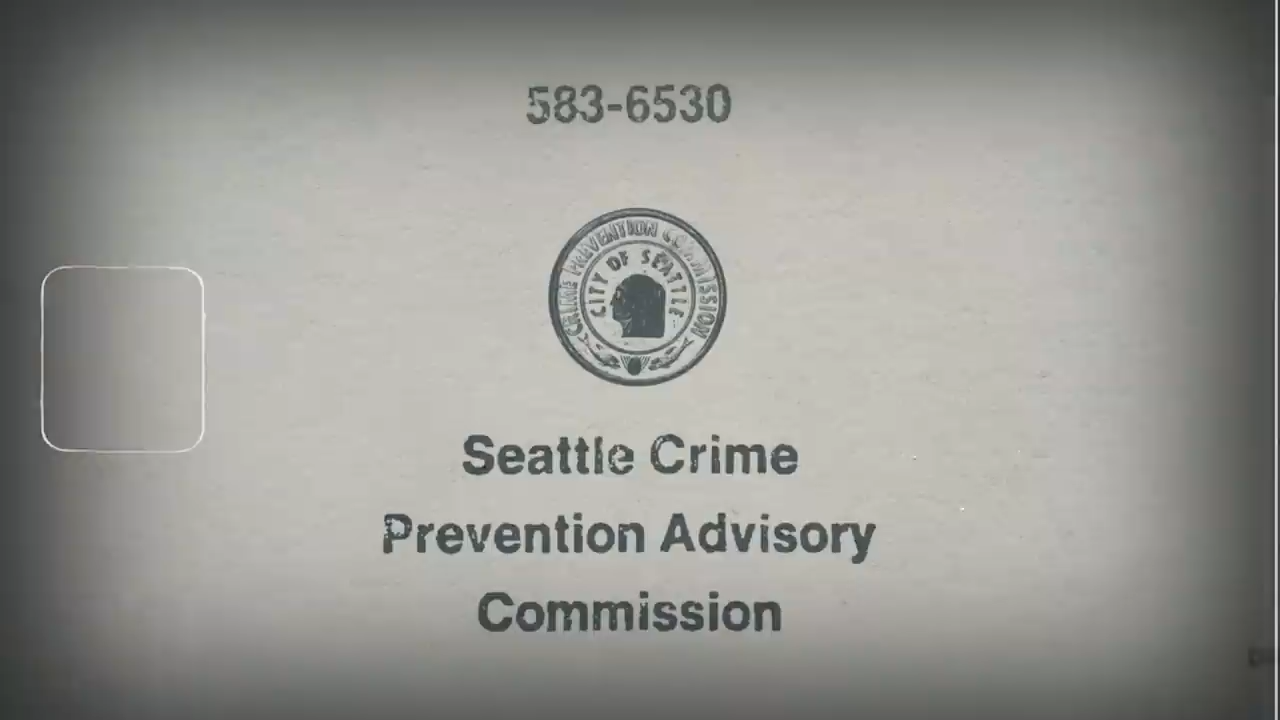 583-6530
CRIME PREVENTION COMMISSION
CITY OF SEATTLE
Seattle Crime
Prevention Advisory
Commission